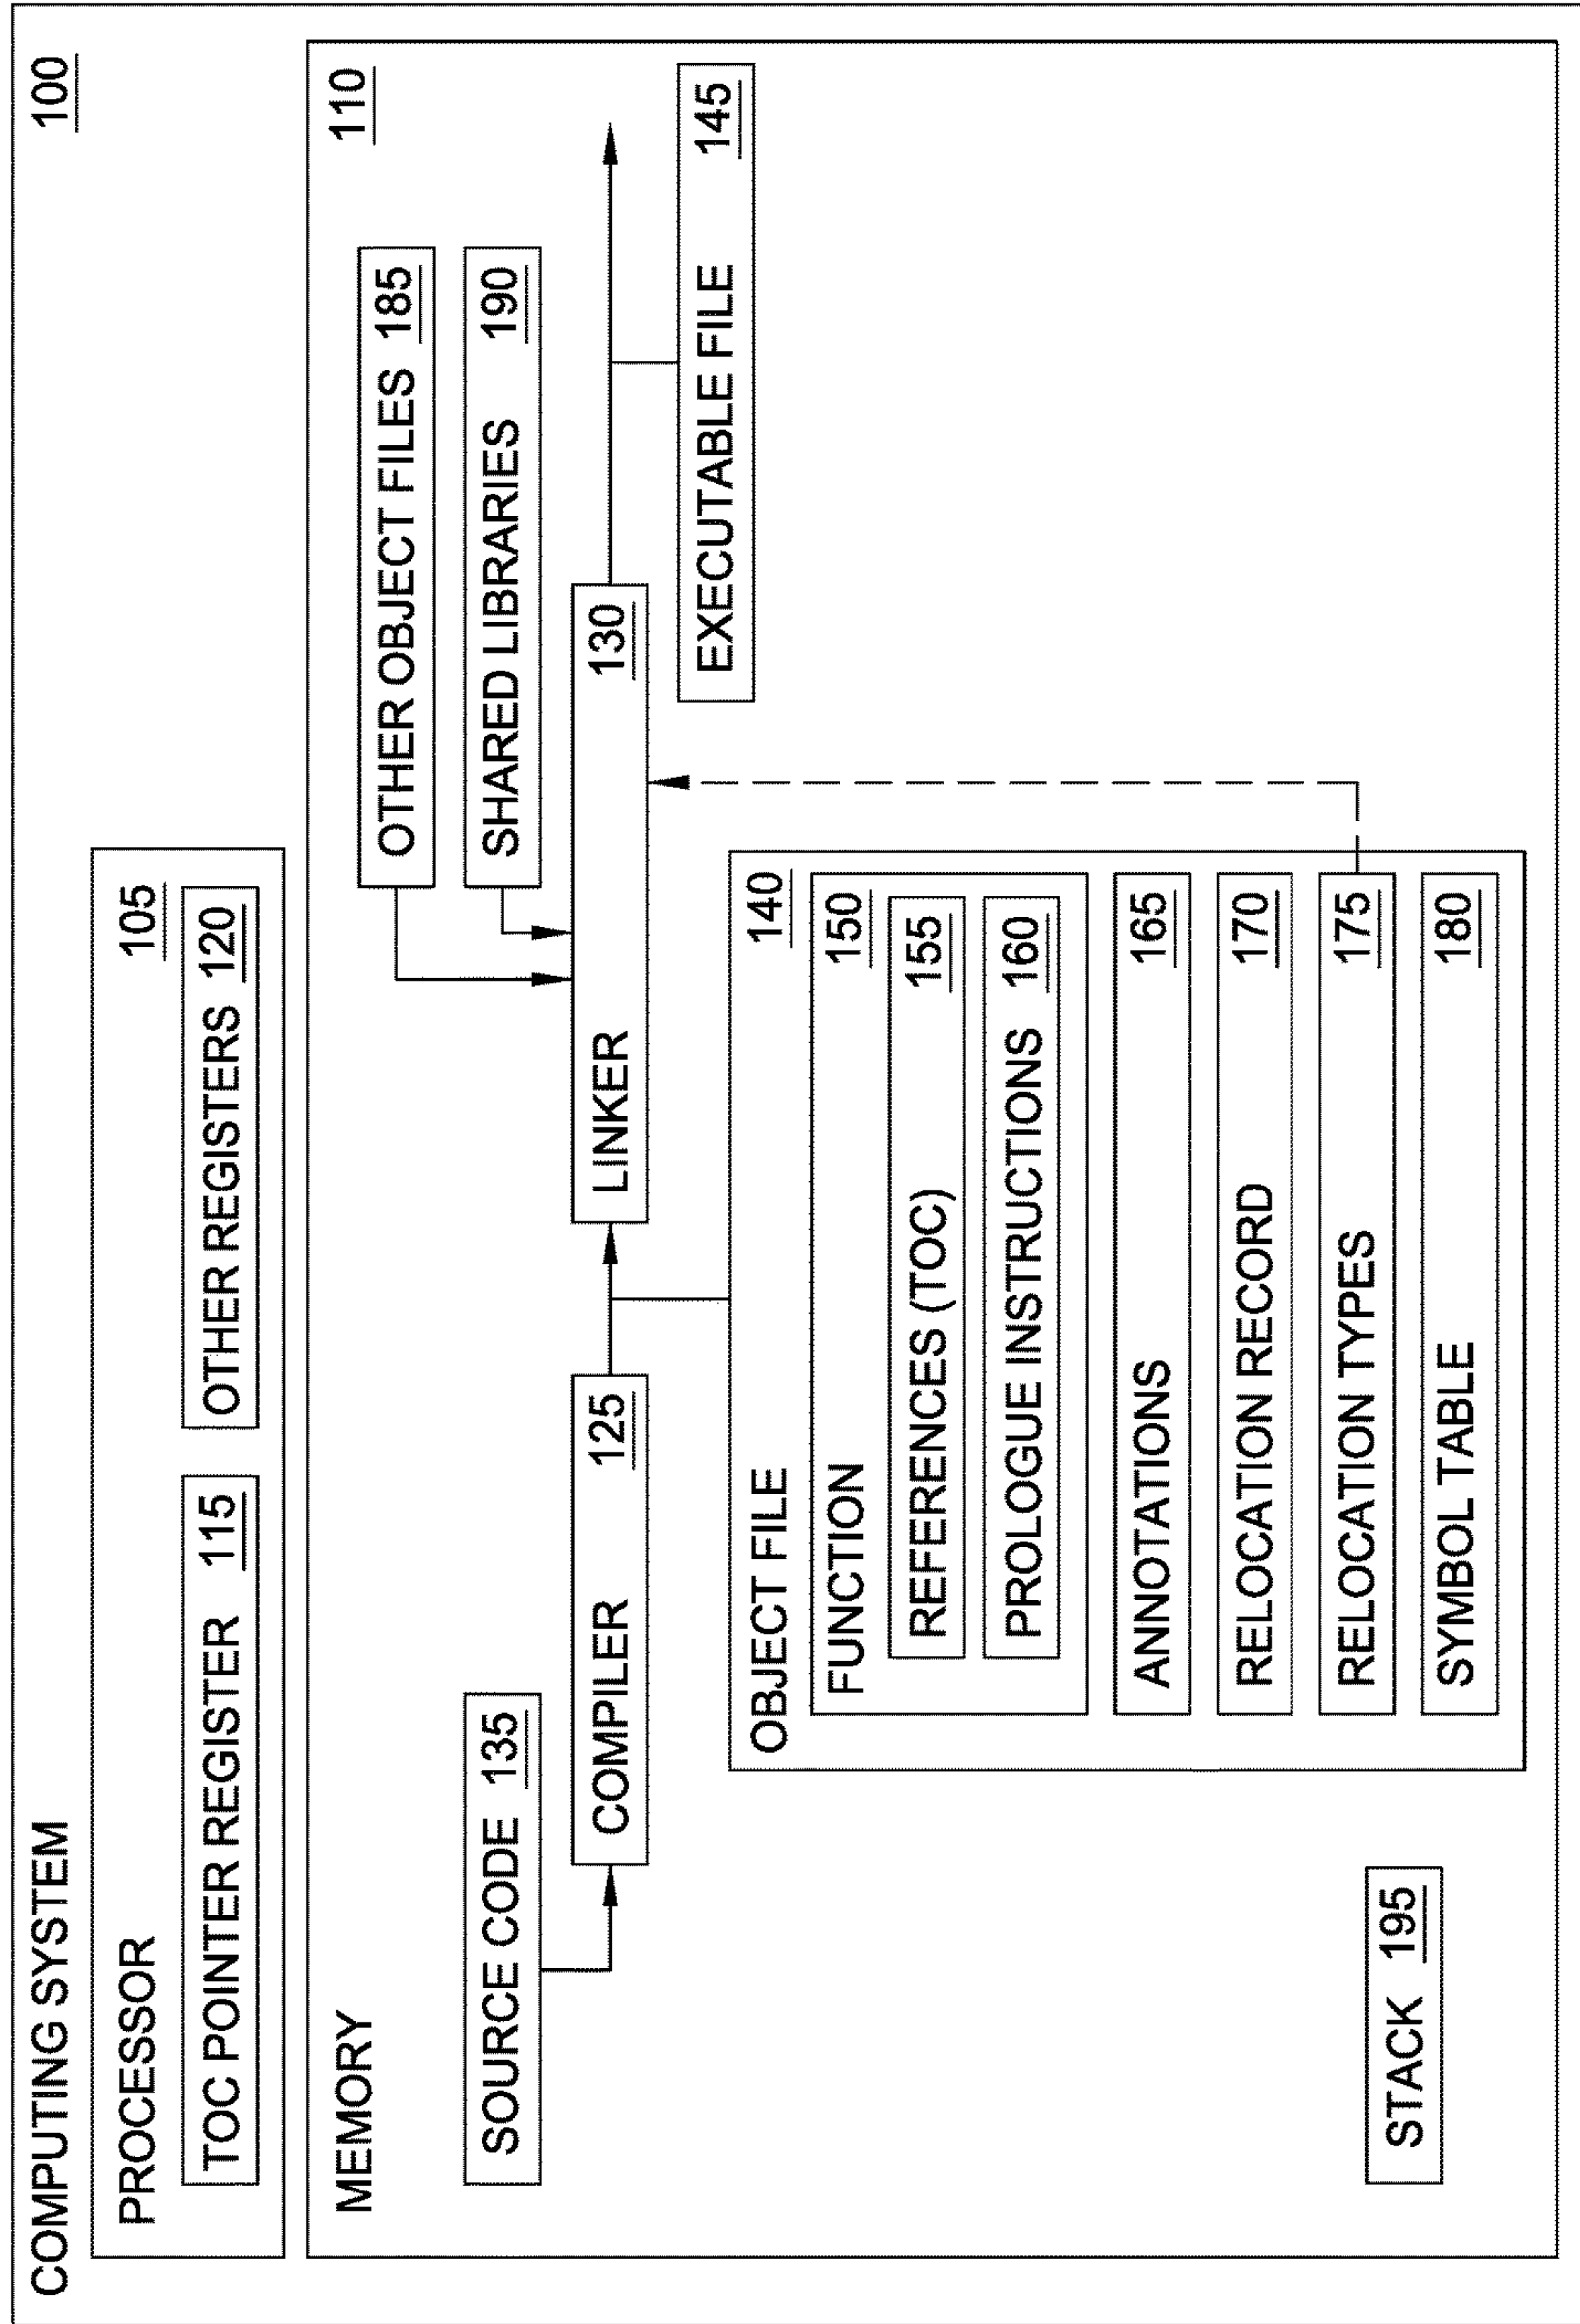 COMPUTING SYSTEM 100
PROCESSOR 105
TOC POINTER REGISTER 115
OTHER REGISTERS 120
MEMORY 110
OTHER OBJECT FILES 185
SOURCE CODE 135
SHARED LIBRARIES 190
COMPILER 125
LINKER 130
EXECUTABLE FILE 145
OBJECT FILE 140
FUNCTION 150
REFERENCES (TOC) 155
PROLOGUE INSTRUCTIONS 160
ANNOTATIONS 165
RELOCATION RECORD 170
RELOCATION TYPES 175
SYMBOL TABLE 180
STACK 195